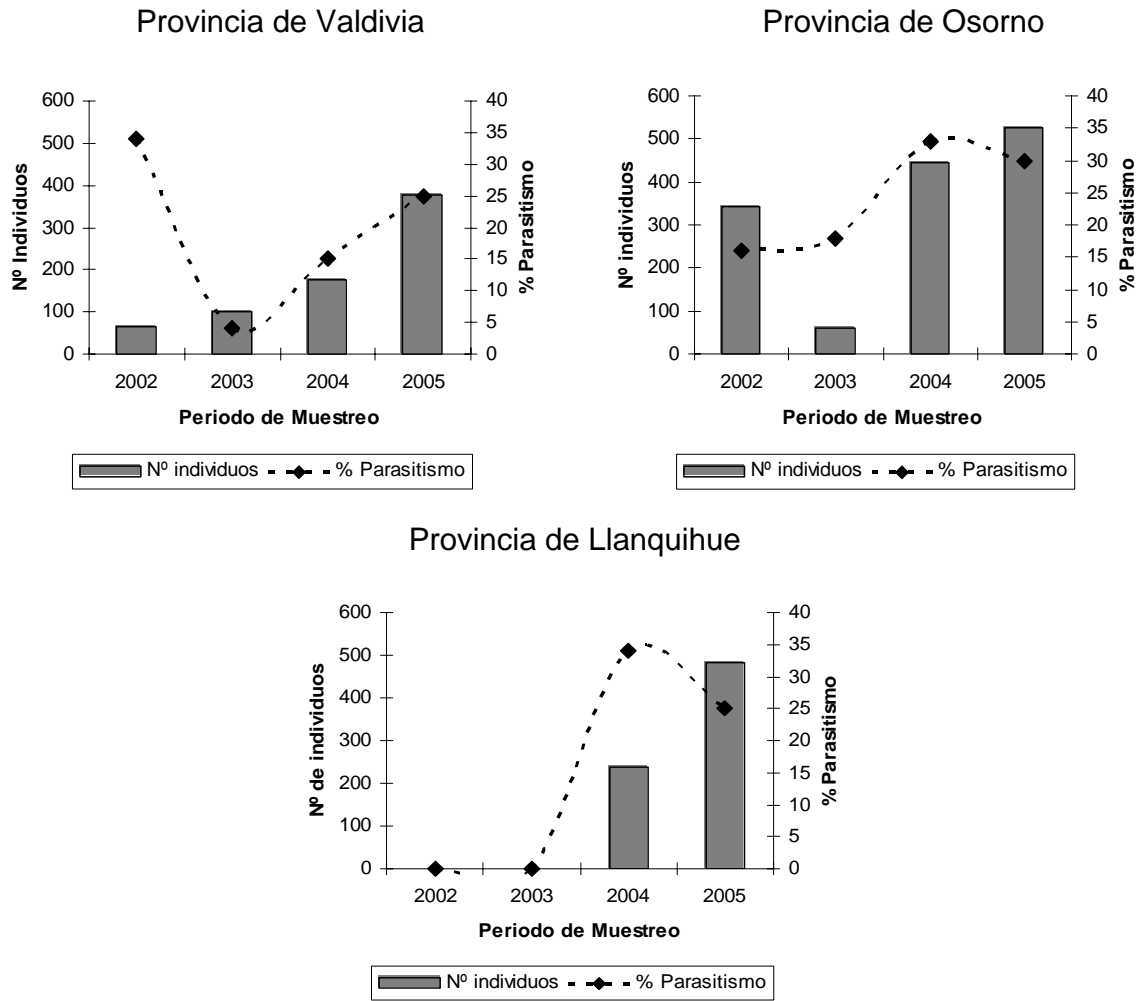 Provincia de Valdivia
600
500
400
300
200
100
0
Nº Individuos
40
35
30
25
20
15
10
5
0
% Parasitismo
2002 2003 2004 2005
Periodo de Muestreo
Nº individuos % Parasitismo
Provincia de Osorno
600
500
400
300
200
100
0
Nº individuos
40
35
30
25
20
15
10
5
0
% Parasitismo
2002 2003 2004 2005
Periodo de Muestreo
Nº individuos % Parasitismo
Provincia de Llanquihue
600
500
400
300
200
100
0
Nº de individuos
40
35
30
25
20
15
10
5
0
% Parasitismo
2002 2003 2004 2005
Periodo de Muestreo
Nº individuos % Parasitismo